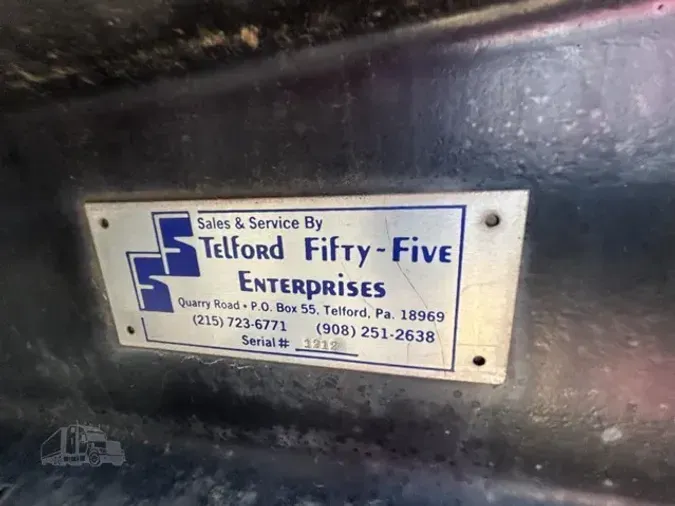 Sales & Service By
Telford Fifty-Five
Enterprises
Quarry Road • P.O. Box 55, Telford, Pa. 18969
(215) 723-6771 (908) 251-2638
Serial # 1212